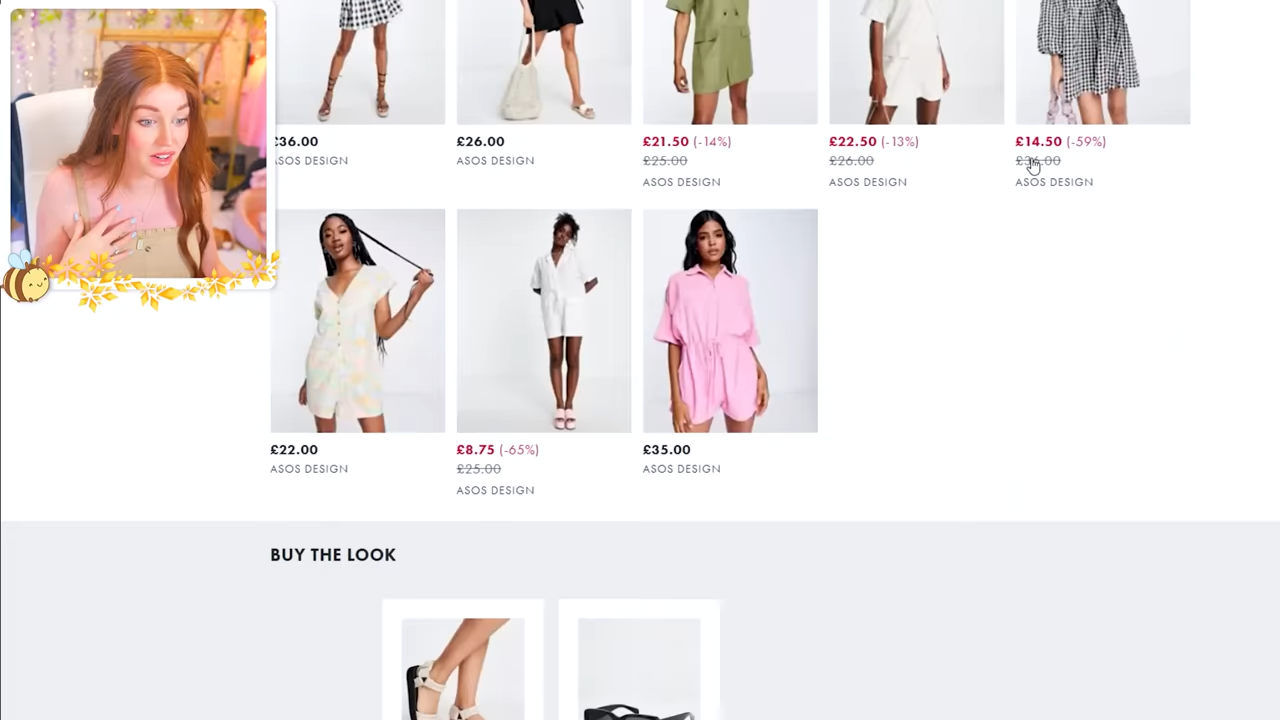 £36.00
ASOS DESIGN
£26.00
ASOS DESIGN
£21.50 (-14%)
£25.00
ASOS DESIGN
£22.50 (-13%)
£26.00
ASOS DESIGN
£14.50 (-59%)
ASOS DESIGN
£22.00
ASOS DESIGN
£8.75 (-65%)
£25.00
ASOS DESIGN
£35.00
ASOS DESIGN
BUY THE LOOK